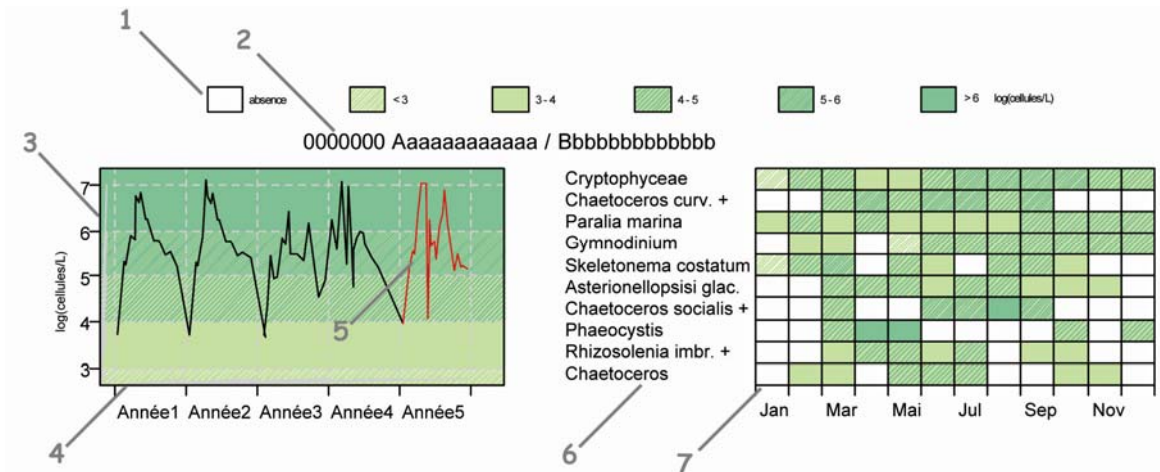 1
2
absence <3 3-4 4-5 5-6 >6 log(cellules/L)
0000000 Aaaaaaaaaaaaa / Bbbbbbbbbbbbbb
3
log(cellules/L)
7
6
5
4
3
5
Année1 Année2 Année3 Année4 Année5
4
Cryptophyceae
Chaetoceros curv. +
Paralia marina
Gymnodinium
Skeletonema costatum
Asterionellopsisi glac.
Chaetoceros socialis +
Phaeocystis
Rhizosolenia imbr. +
Chaetoceros
Jan Mar Mai Jul Sep Nov
6
7